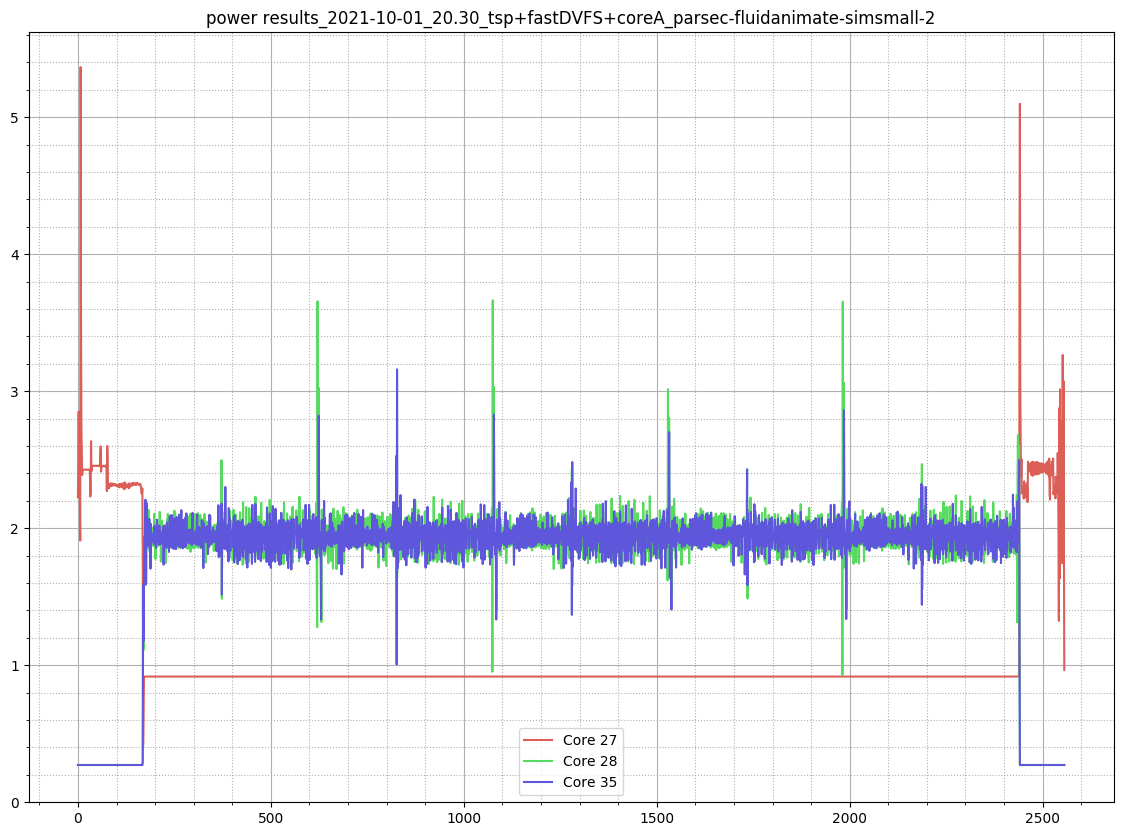 power results_2021-10-01_20.30_tsp+fastDVFS+coreA_parsec-fluidanimate-simsmall-2
5
4
3
2
1
0
Core 27
Core 28
Core 35
0 500 1000 1500 2000 2500